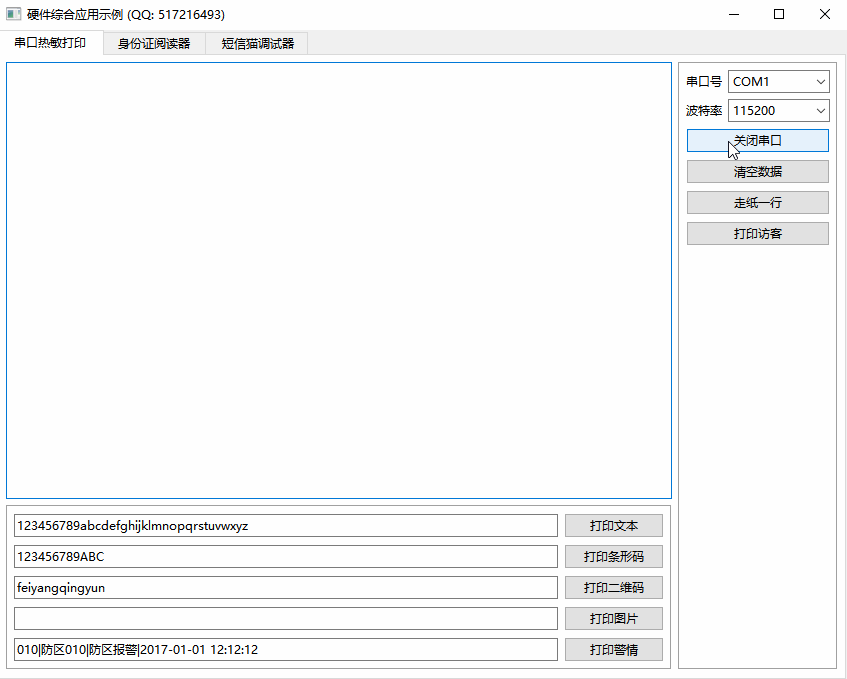 硬件综合应用示例 (QQ: 517216493)
串口热敏打印 身份证阅读器 短信猫调试器
串口号 COM1
波特率 115200
关闭串口
清空数据
走纸一行
打印访客
123456789abcdefghijklmnopqrstuvwxyz 打印文本
123456789ABC 打印条形码
feiyangqingyun 打印二维码
打印图片
010|防区010|防区报警|2017-01-01 12:12:12 打印警情